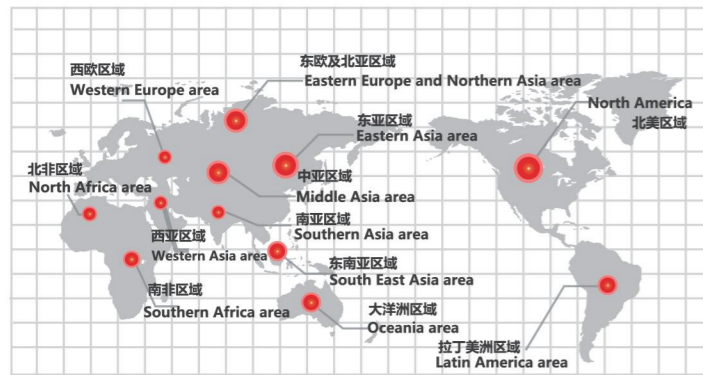 东欧及北亚区域
Eastern Europe and Northern Asia area
西欧区域
Western Europe area
North America
北美区域
东亚区域
Eastern Asia area
北非区域
North Africa area
中亚区域
Middle Asia area
南亚区域
Southern Asia area
西亚区域
Western Asia area
东南亚区域
South East Asia area
南非区域
Southern Africa area
大洋洲区域
Oceania area
拉丁美洲区域
Latin America area